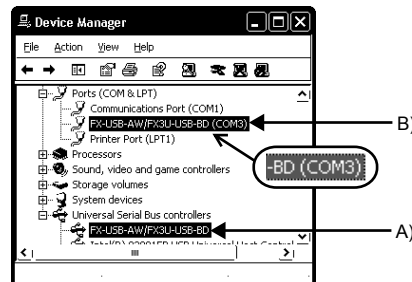 Device Manager
File Action View Help
Ports (COM & LPT)
Communications Port (COM1)
FX-USB-AW/FX3U-USB-BD (COM3)
B)
Printer Port (LPT1)
Processors
-BD (COM3)
Sound, video and game controllers
Storage volumes
System devices
Universal Serial Bus controllers
FX-USB-AW/FX3U-USB-BD
A)